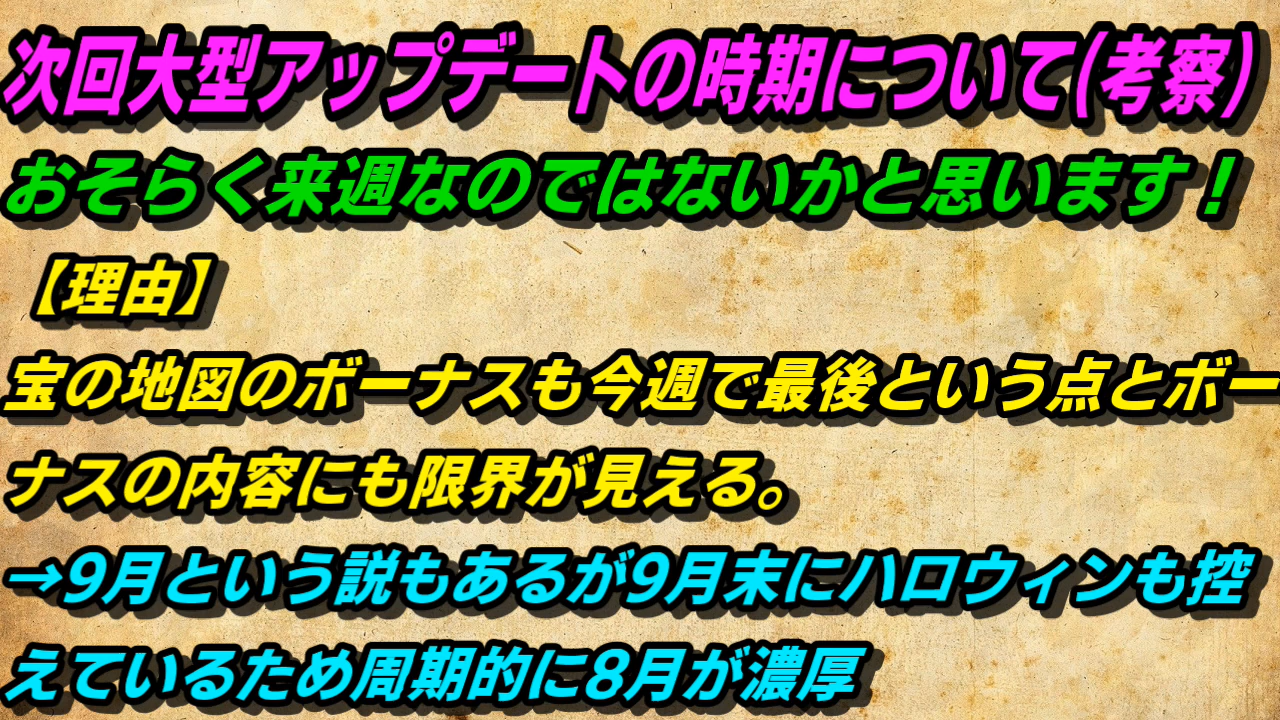 次回大型アップデートの時期について(考察)
おそらく来週なのではないかと思います！
【理由】
宝の地図のボーナスも今週で最後という点とボー
ナスの内容にも限界が見える。
→9月という説もあるが9月末にハロウィンも控
えているため周期的に8月が濃厚